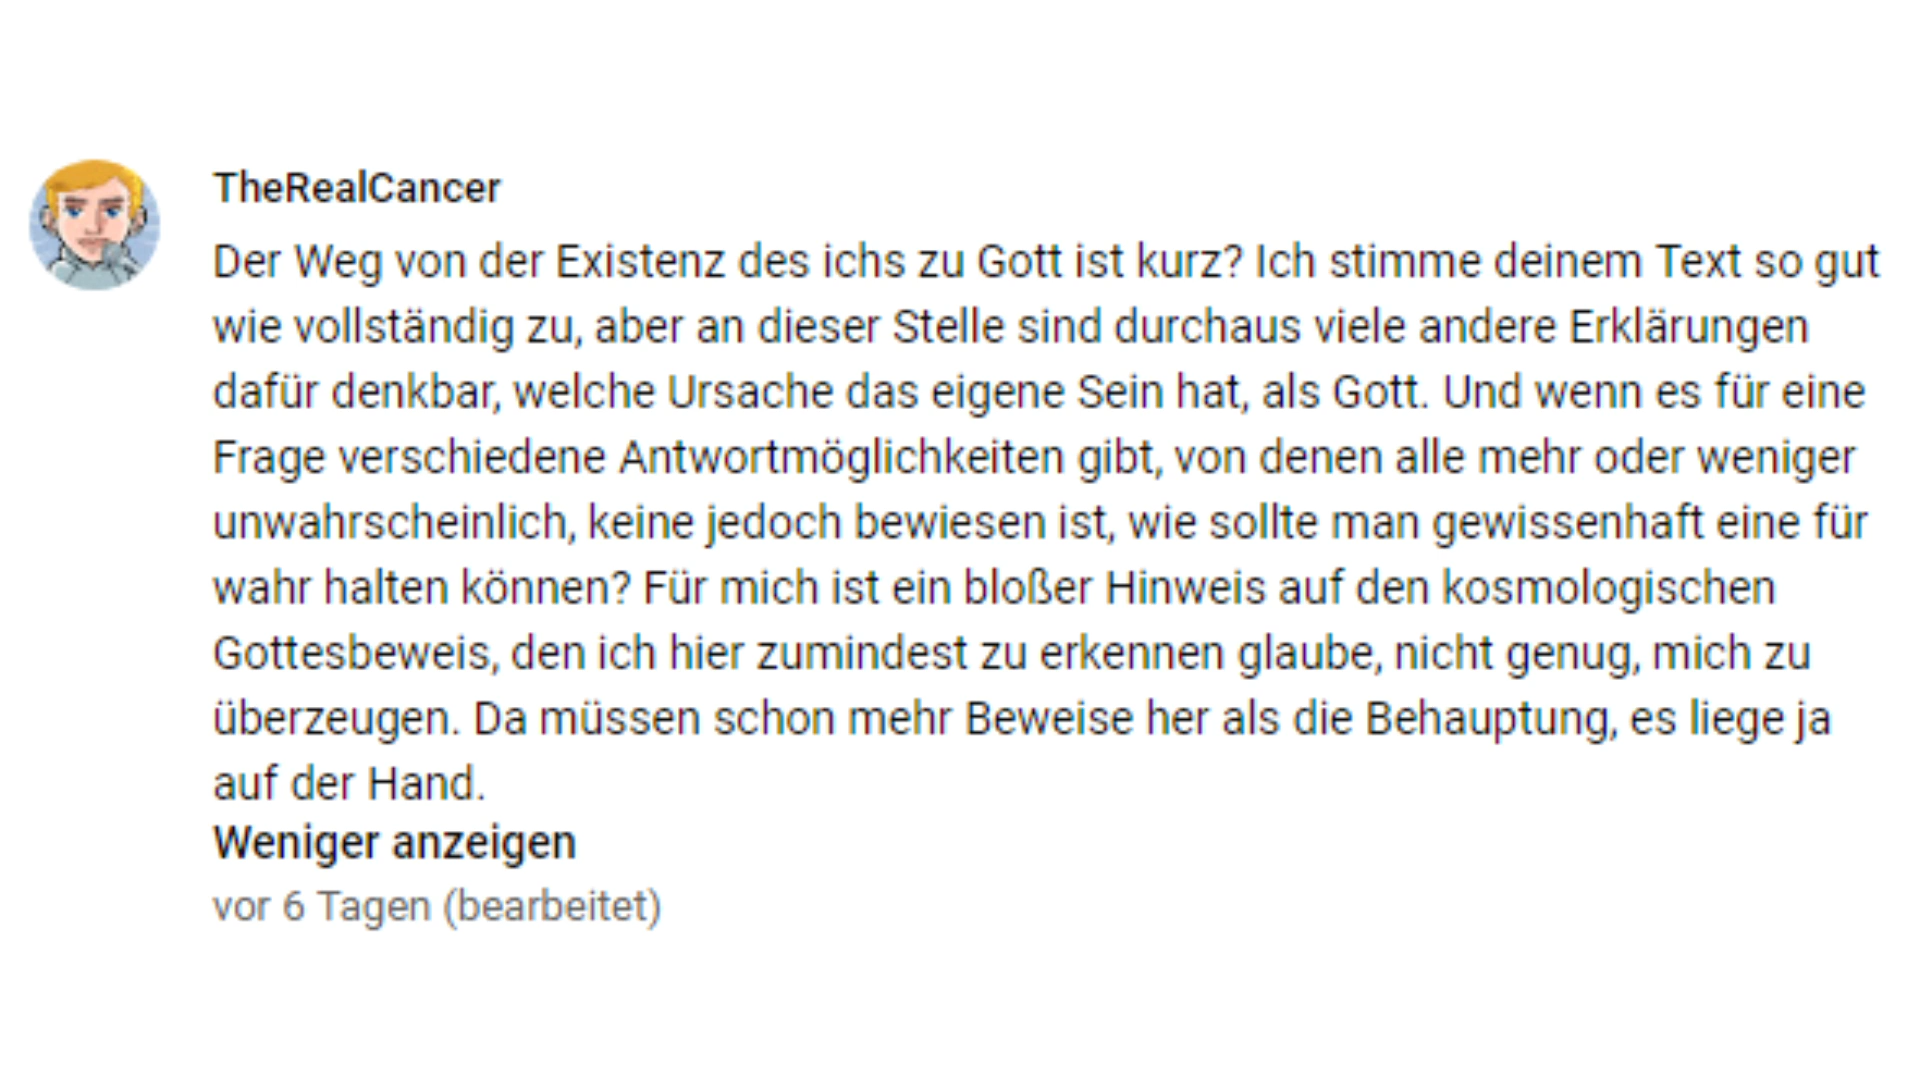 TheRealCancer
Der Weg von der Existenz des ichs zu Gott ist kurz? Ich stimme deinem Text so gut
wie vollständig zu, aber an dieser Stelle sind durchaus viele andere Erklärungen
dafür denkbar, welche Ursache das eigene Sein hat, als Gott. Und wenn es für eine
Frage verschiedene Antwortmöglichkeiten gibt, von denen alle mehr oder weniger
unwahrscheinlich, keine jedoch bewiesen ist, wie sollte man gewissenhaft eine für
wahr halten können? Für mich ist ein bloßer Hinweis auf den kosmologischen
Gottesbeweis, den ich hier zumindest zu erkennen glaube, nicht genug, mich zu
überzeugen. Da müssen schon mehr Beweise her als die Behauptung, es liege ja
auf der Hand.
Weniger anzeigen
vor 6 Tagen (bearbeitet)